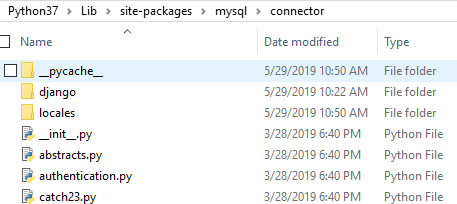 Python37 > Lib > site-packages > mysql > connector
Name Date modified Type
__pycache__ 5/29/2019 10:50 AM File folder
django 5/29/2019 10:22 AM File folder
locales 5/29/2019 10:50 AM File folder
__init__.py 3/28/2019 6:40 PM Python File
abstracts.py 3/28/2019 6:40 PM Python File
authentication.py 3/28/2019 6:40 PM Python File
catch23.py 3/28/2019 6:40 PM Python File